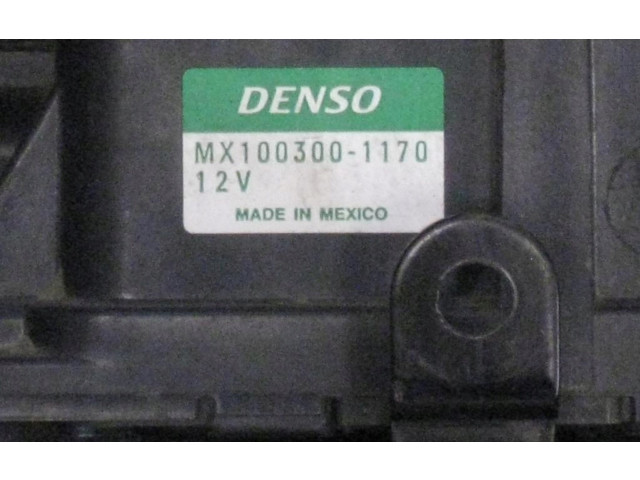 DENSO
MX100300-1170
12V
MADE IN MEXICO